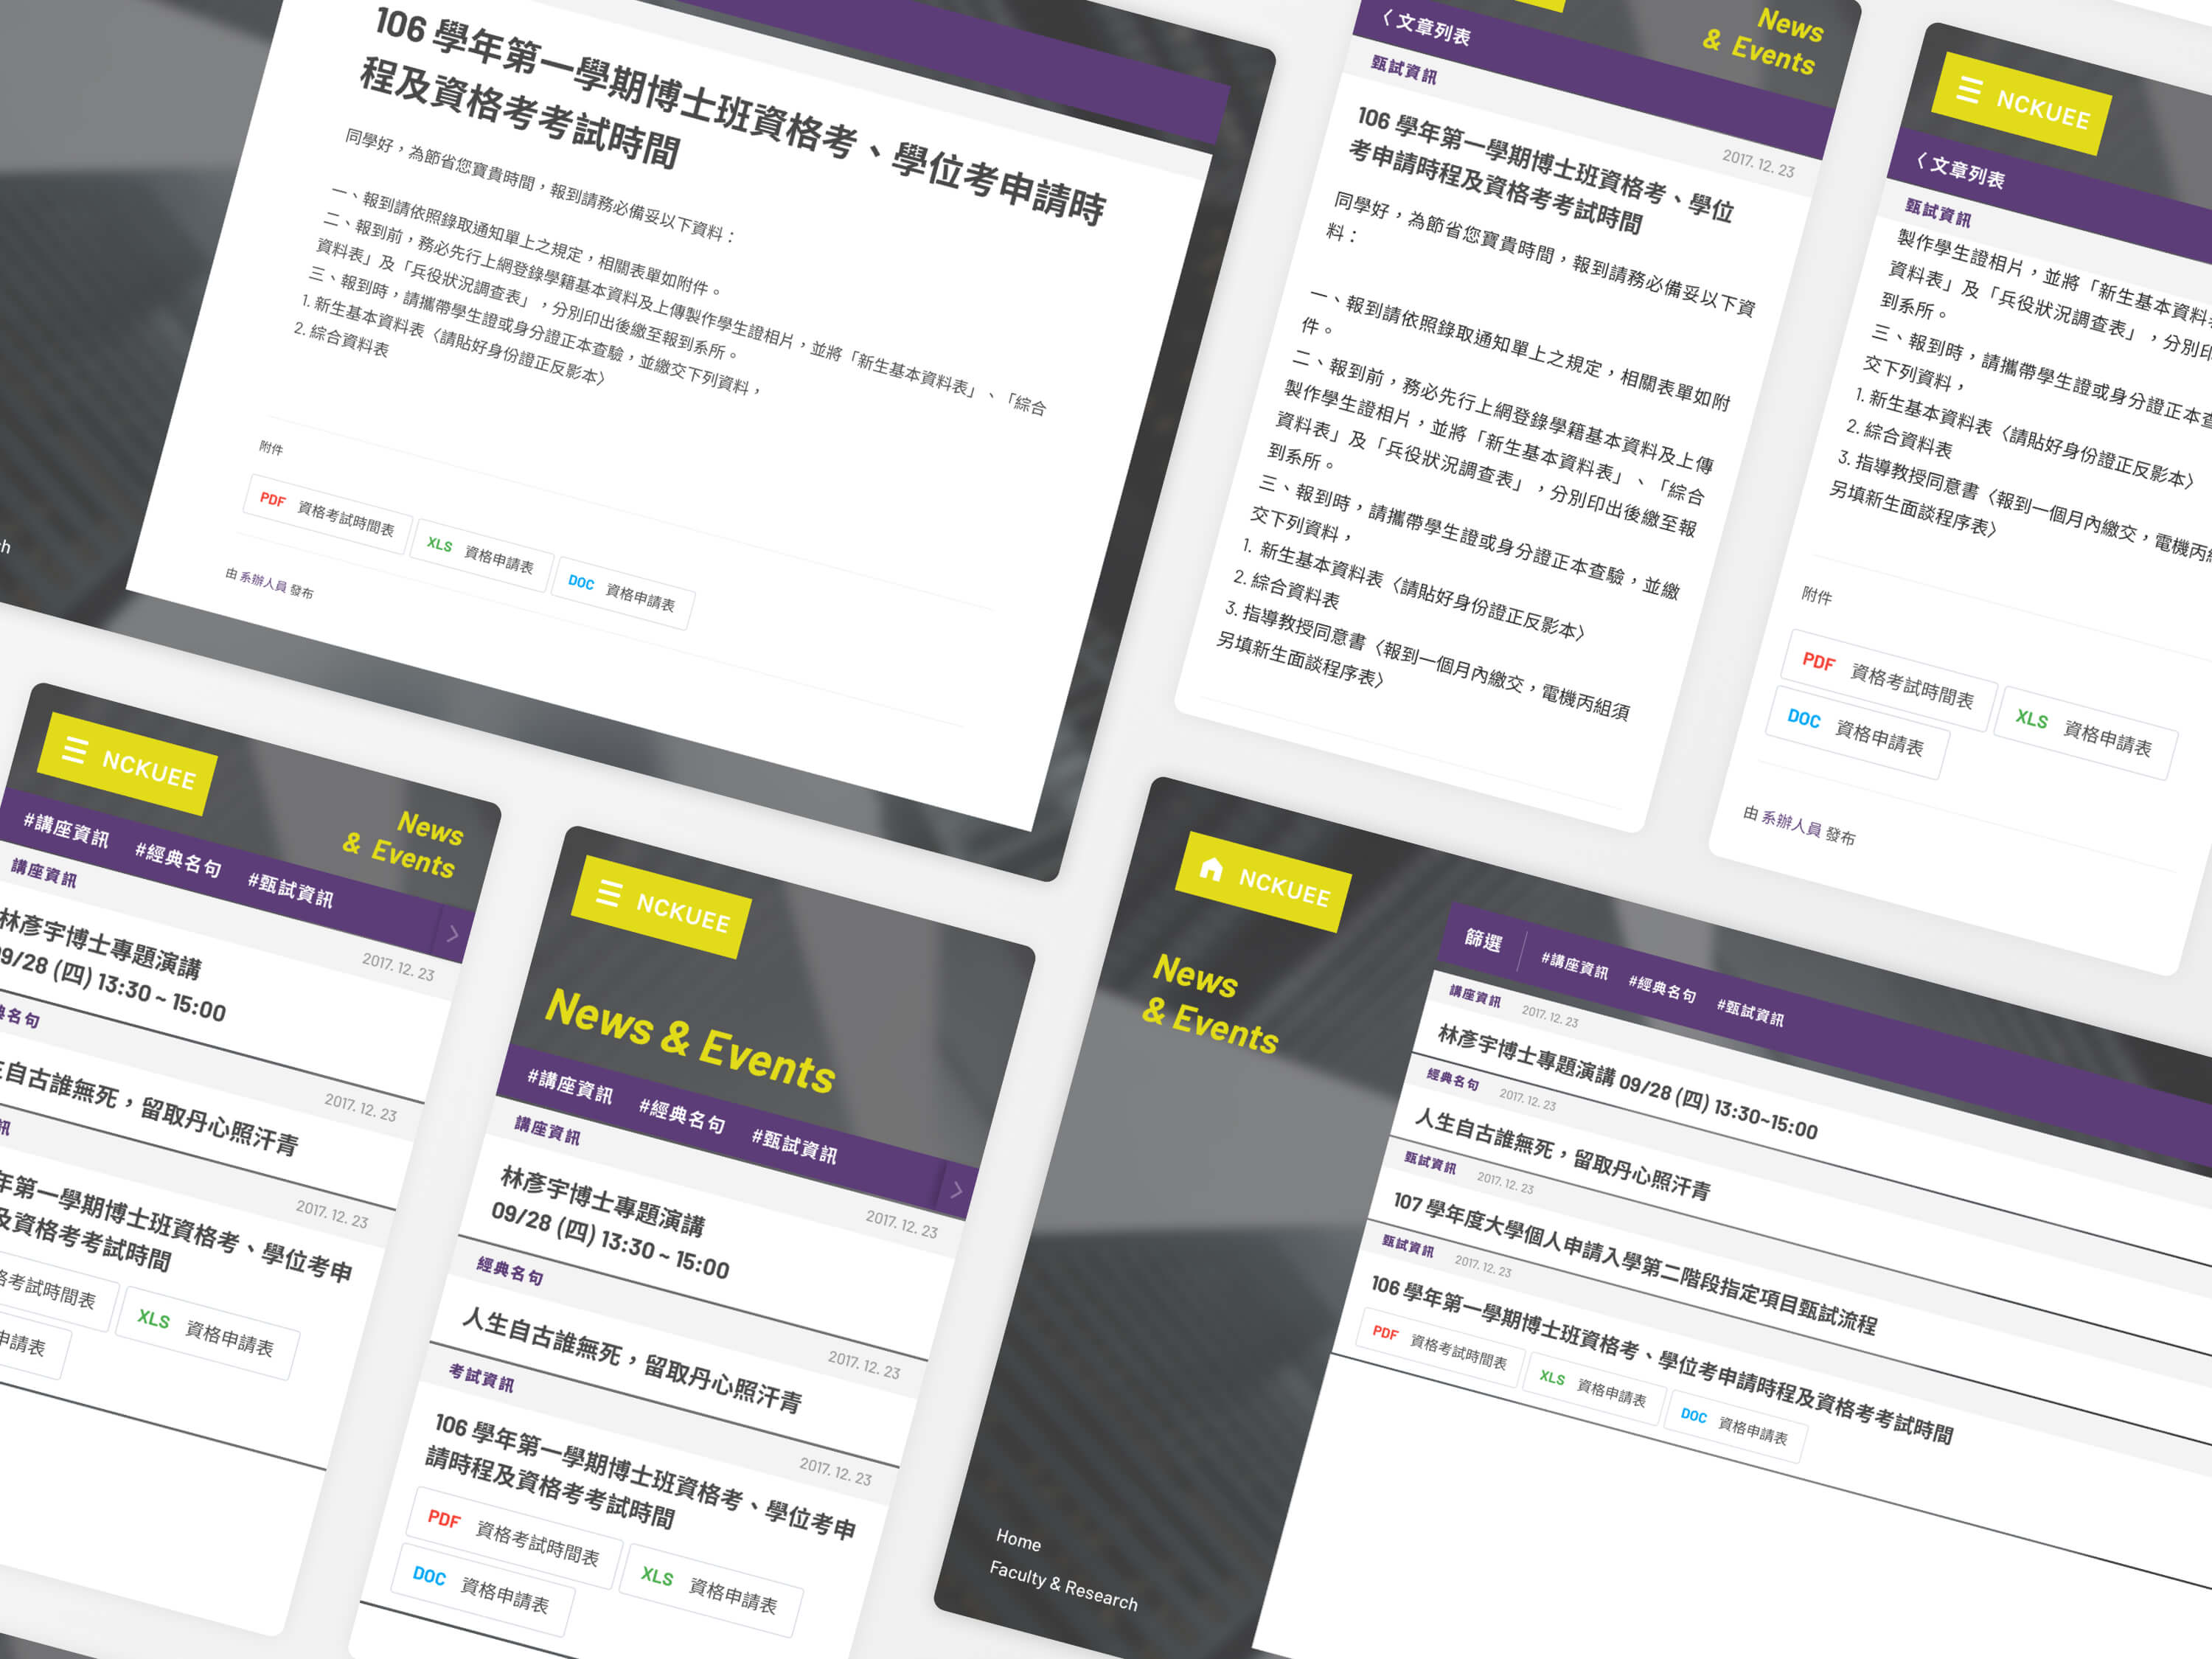 106 學年第一學期博士班資格考、學位考申請時
程及資格考考試時間
同學好，為節省您寶貴時間，報到請務必備妥以下資料：
一、報到請依照錄取通知單上之規定，相關表單如附件。
二、報到前，務必先行上網登錄學籍基本資料及上傳製作學生證相片，並將「新生基本資料表」、「綜合
資料表」及「兵役狀況調查表」，分別印出後繳至報到系所。
三、報到時，請攜帶學生證或身分證正本查驗，並繳交下列資料，
1. 新生基本資料表〈請貼好身份證正反影本〉
2. 綜合資料表
附件
PDF 資格考試時間表
XLS 資格申請表
DOC 資格申請表
由 系辦人員 發布
〈 文章列表
News
& Events
甄試資訊
2017. 12. 23
106 學年第一學期博士班資格考、學位
考申請時程及資格考考試時間
同學好，為節省您寶貴時間，報到請務必備妥以下資
料：
一、報到請依照錄取通知單上之規定，相關表單如附
件。
二、報到前，務必先行上網登錄學籍基本資料及上傳
製作學生證相片，並將「新生基本資料表」、「綜合
資料表」及「兵役狀況調查表」，分別印出後繳至報
到系所。
三、報到時，請攜帶學生證或身分證正本查驗，並繳
交下列資料，
1. 新生基本資料表〈請貼好身份證正反影本〉
2. 綜合資料表
3. 指導教授同意書〈報到一個月內繳交，電機丙組須
另填新生面談程序表〉
NCKUEE
〈 文章列表
甄試資訊
製作學生證相片，並將「新生基本資料
資料表」及「兵役狀況調查表」，分別印
到系所。
三、報到時，請攜帶學生證或身分證正本查
交下列資料，
1. 新生基本資料表〈請貼好身份證正反影本〉
2. 綜合資料表
3. 指導教授同意書〈報到一個月內繳交，電機丙組
另填新生面談程序表〉
附件
PDF 資格考試時間表
XLS 資格申請表
DOC 資格申請表
由 系辦人員 發布
NCKUEE
News
& Events
#講座資訊 #經典名句 #甄試資訊
講座資訊
2017. 12. 23
林彥宇博士專題演講
9/28 (四) 13:30 ~ 15:00
名句
2017. 12. 23
自古誰無死，留取丹心照汗青
訊
2017. 12. 23
年第一學期博士班資格考、學位考申
及資格考考試時間
格考試時間表
XLS 資格申請表
申請表
NCKUEE
News & Events
#講座資訊 #經典名句 #甄試資訊
講座資訊
2017. 12. 23
林彥宇博士專題演講
09/28 (四) 13:30 ~ 15:00
經典名句
2017. 12. 23
人生自古誰無死，留取丹心照汗青
考試資訊
2017. 12. 23
106 學年第一學期博士班資格考、學位考申
請時程及資格考考試時間
PDF 資格考試時間表
XLS 資格申請表
DOC 資格申請表
NCKUEE
News
& Events
篩選 #講座資訊 #經典名句 #甄試資訊
講座資訊 2017. 12. 23
林彥宇博士專題演講 09/28 (四) 13:30~15:00
經典名句 2017. 12. 23
人生自古誰無死，留取丹心照汗青
甄試資訊 2017. 12. 23
107 學年度大學個人申請入學第二階段指定項目甄試流程
甄試資訊 2017. 12. 23
106 學年第一學期博士班資格考、學位考申請時程及資格考考試時間
PDF 資格考試時間表
XLS 資格申請表
DOC 資格申請表
Home
Faculty & Research